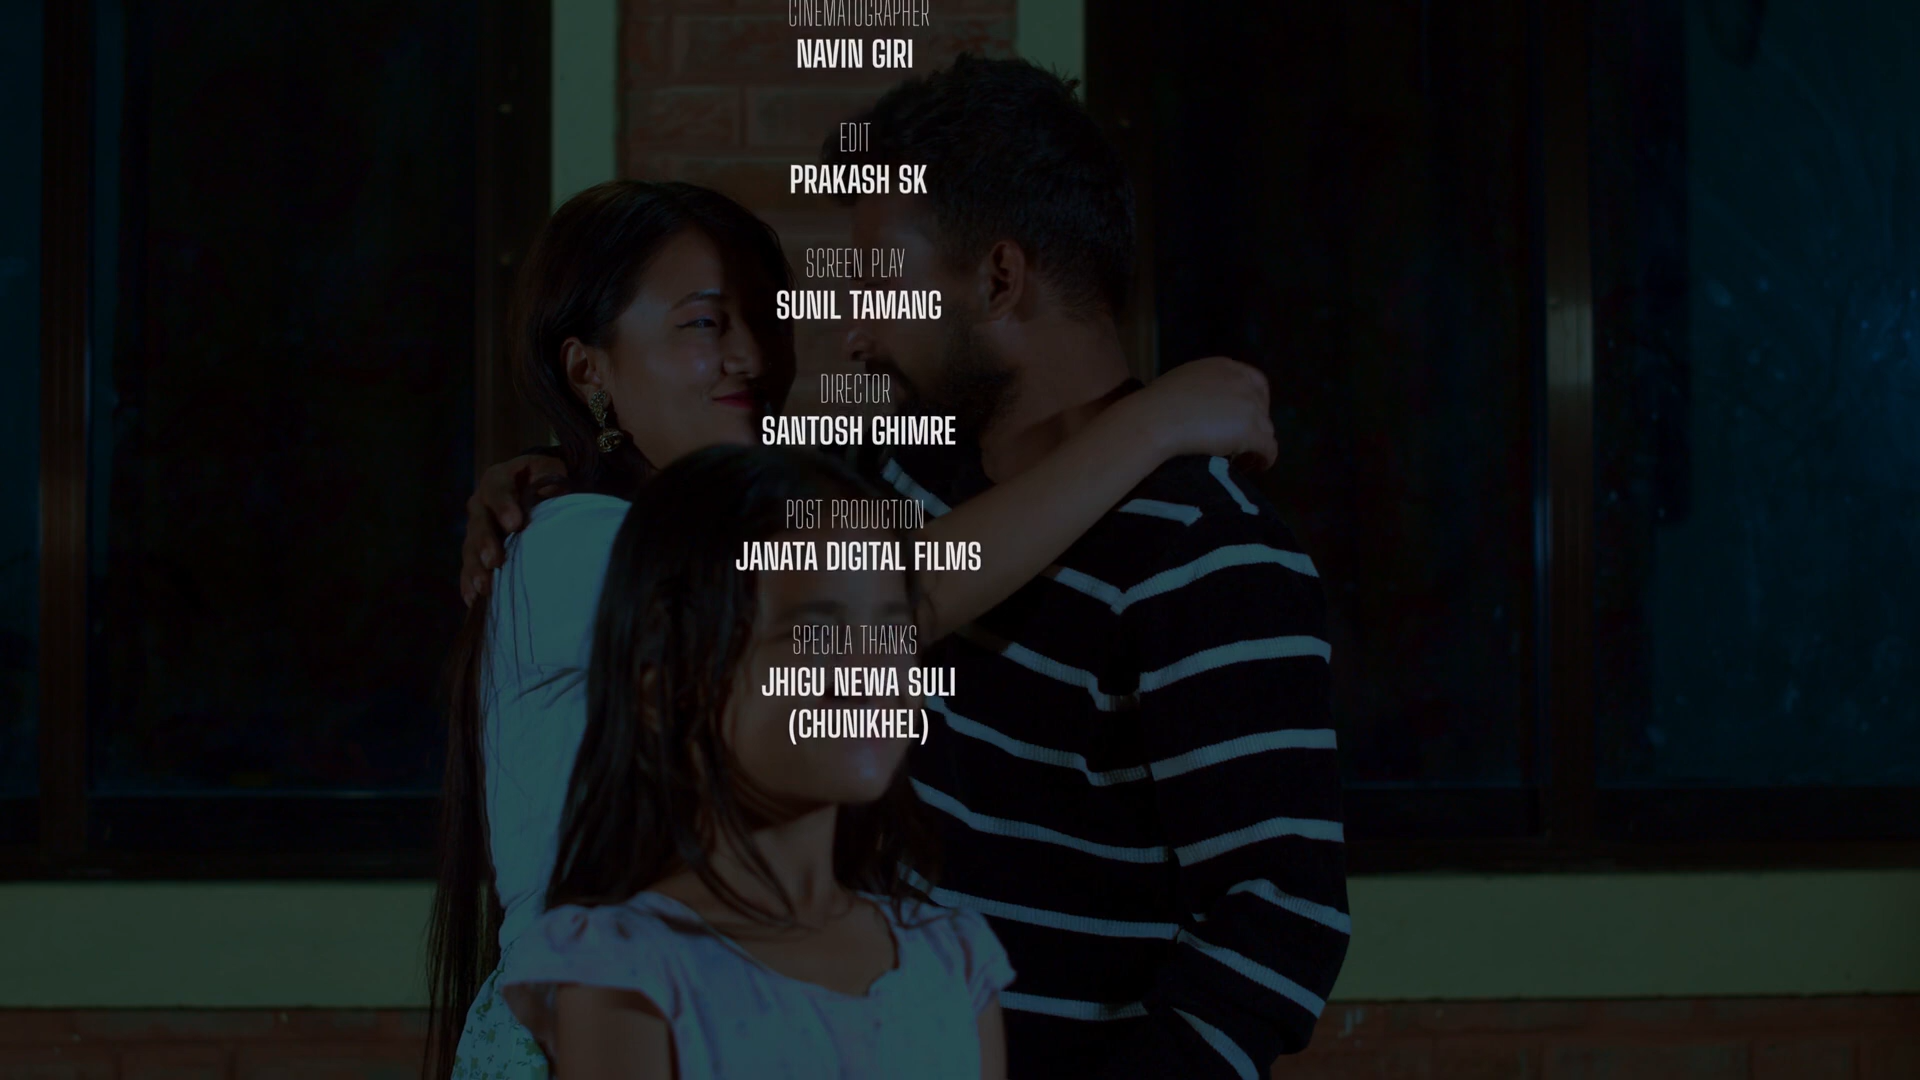 CINEMATOGRAPHER
NAVIN GIRI
EDIT
PRAKASH SK
SCREEN PLAY
SUNIL TAMANG
DIRECTOR
SANTOSH GHIMRE
POST PRODUCTION
JANATA DIGITAL FILMS
SPECILA THANKS
JHIGU NEWA SULI
(CHUNIKHEL)